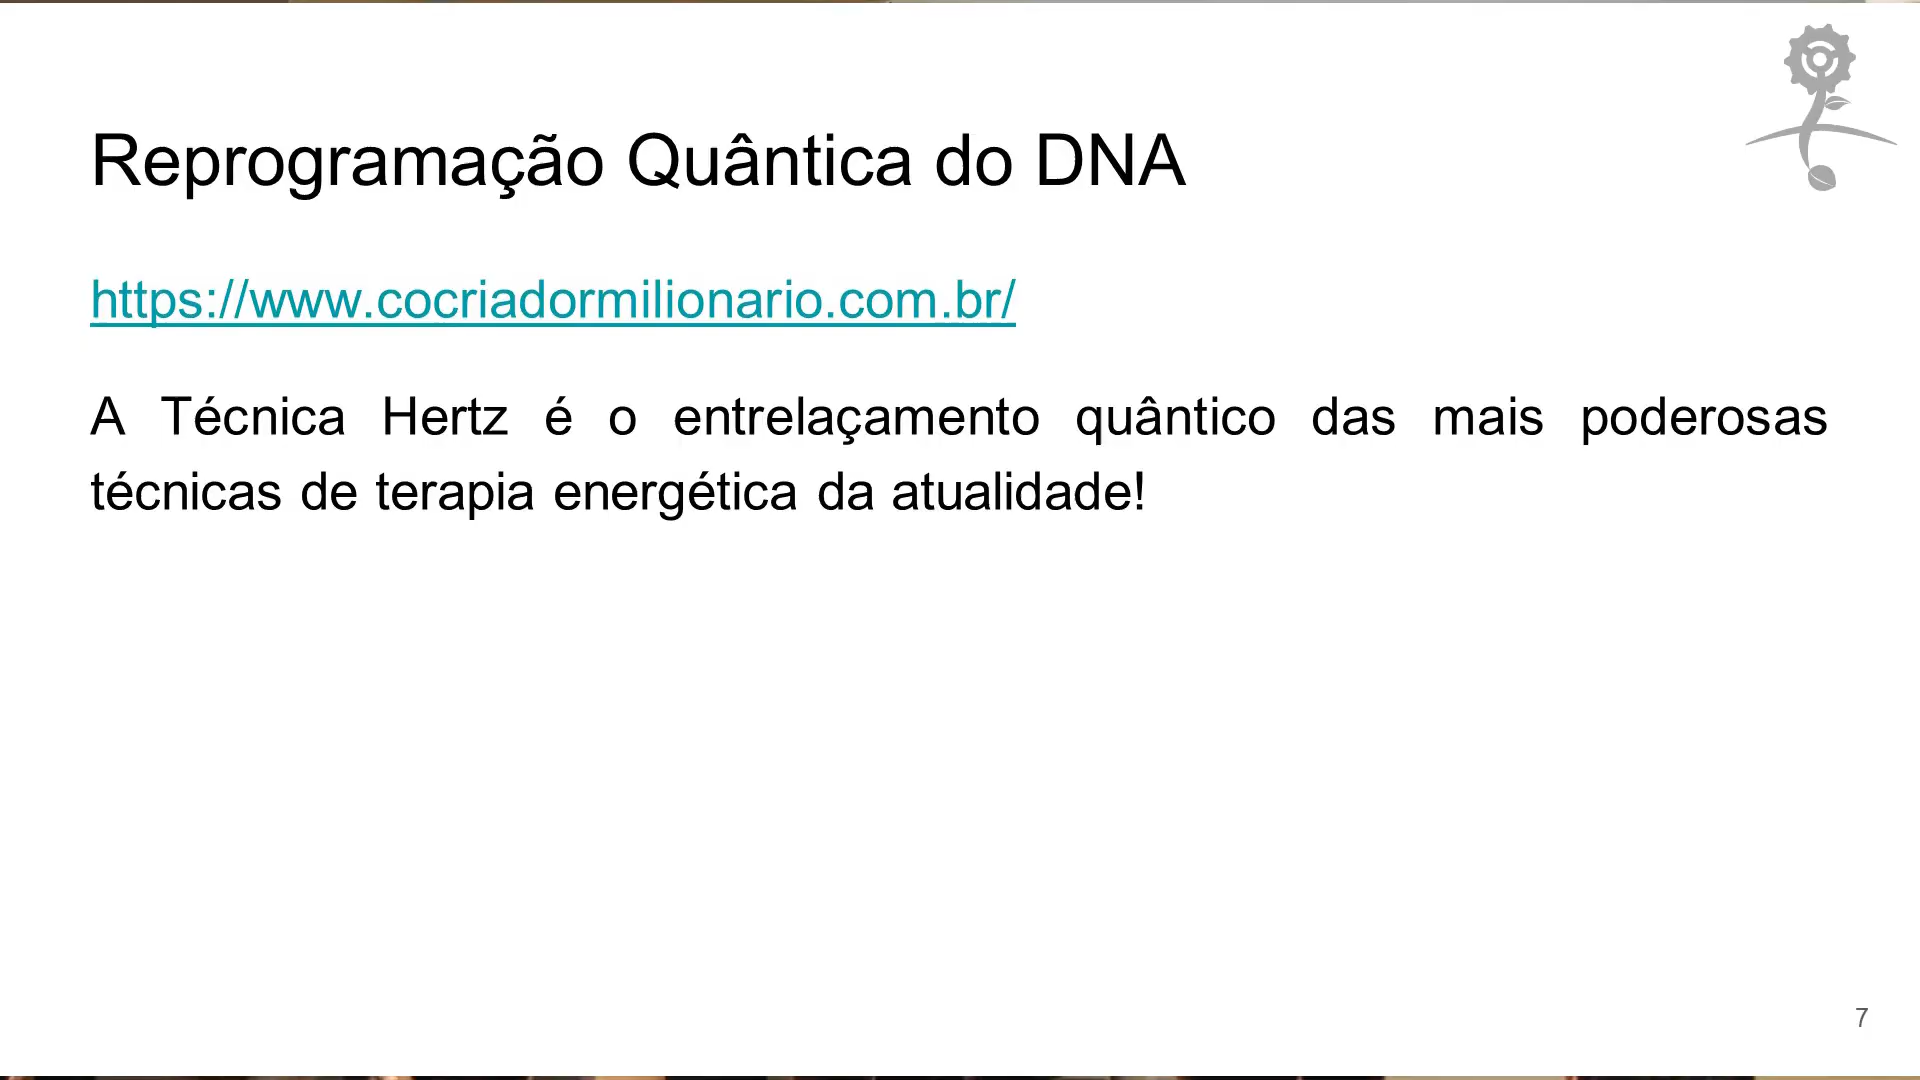 Reprogramação Quântica do DNA
https://www.cocriadormilionario.com.br/
A Técnica Hertz é o entrelaçamento quântico das mais poderosas
técnicas de terapia energética da atualidade!
7